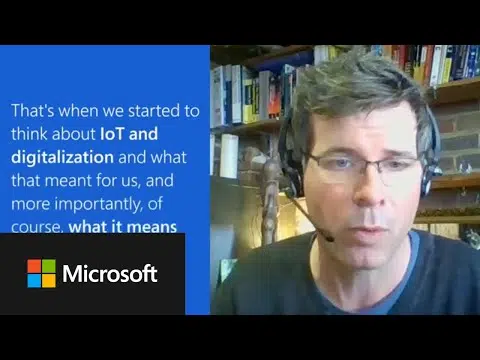 That's when we started to
think about IoT and
digitalization and what
that meant for us, and
more importantly, of
course, what it means
Microsoft